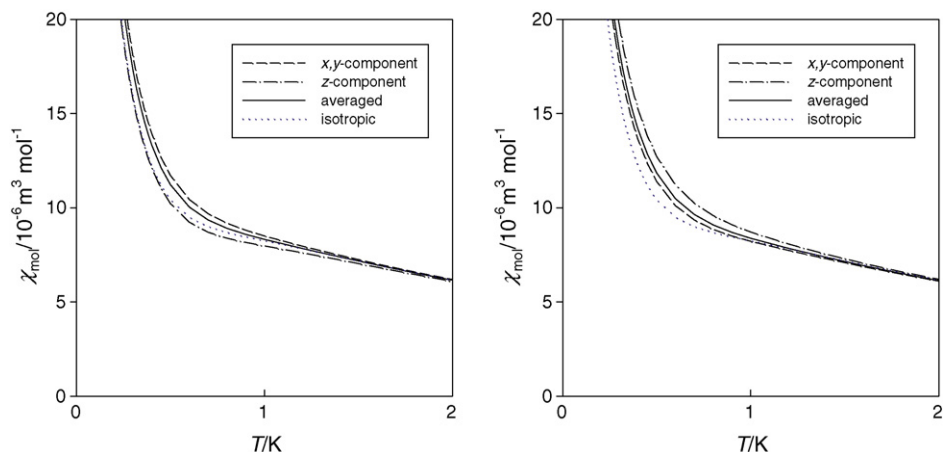 20
15
10
5
0
χmol/10-6 m3 mol-1
x,y-component
z-component
averaged
isotropic
0
1
2
T/K
20
15
10
5
0
χmol/10-6 m3 mol-1
x,y-component
z-component
averaged
isotropic
0
1
2
T/K